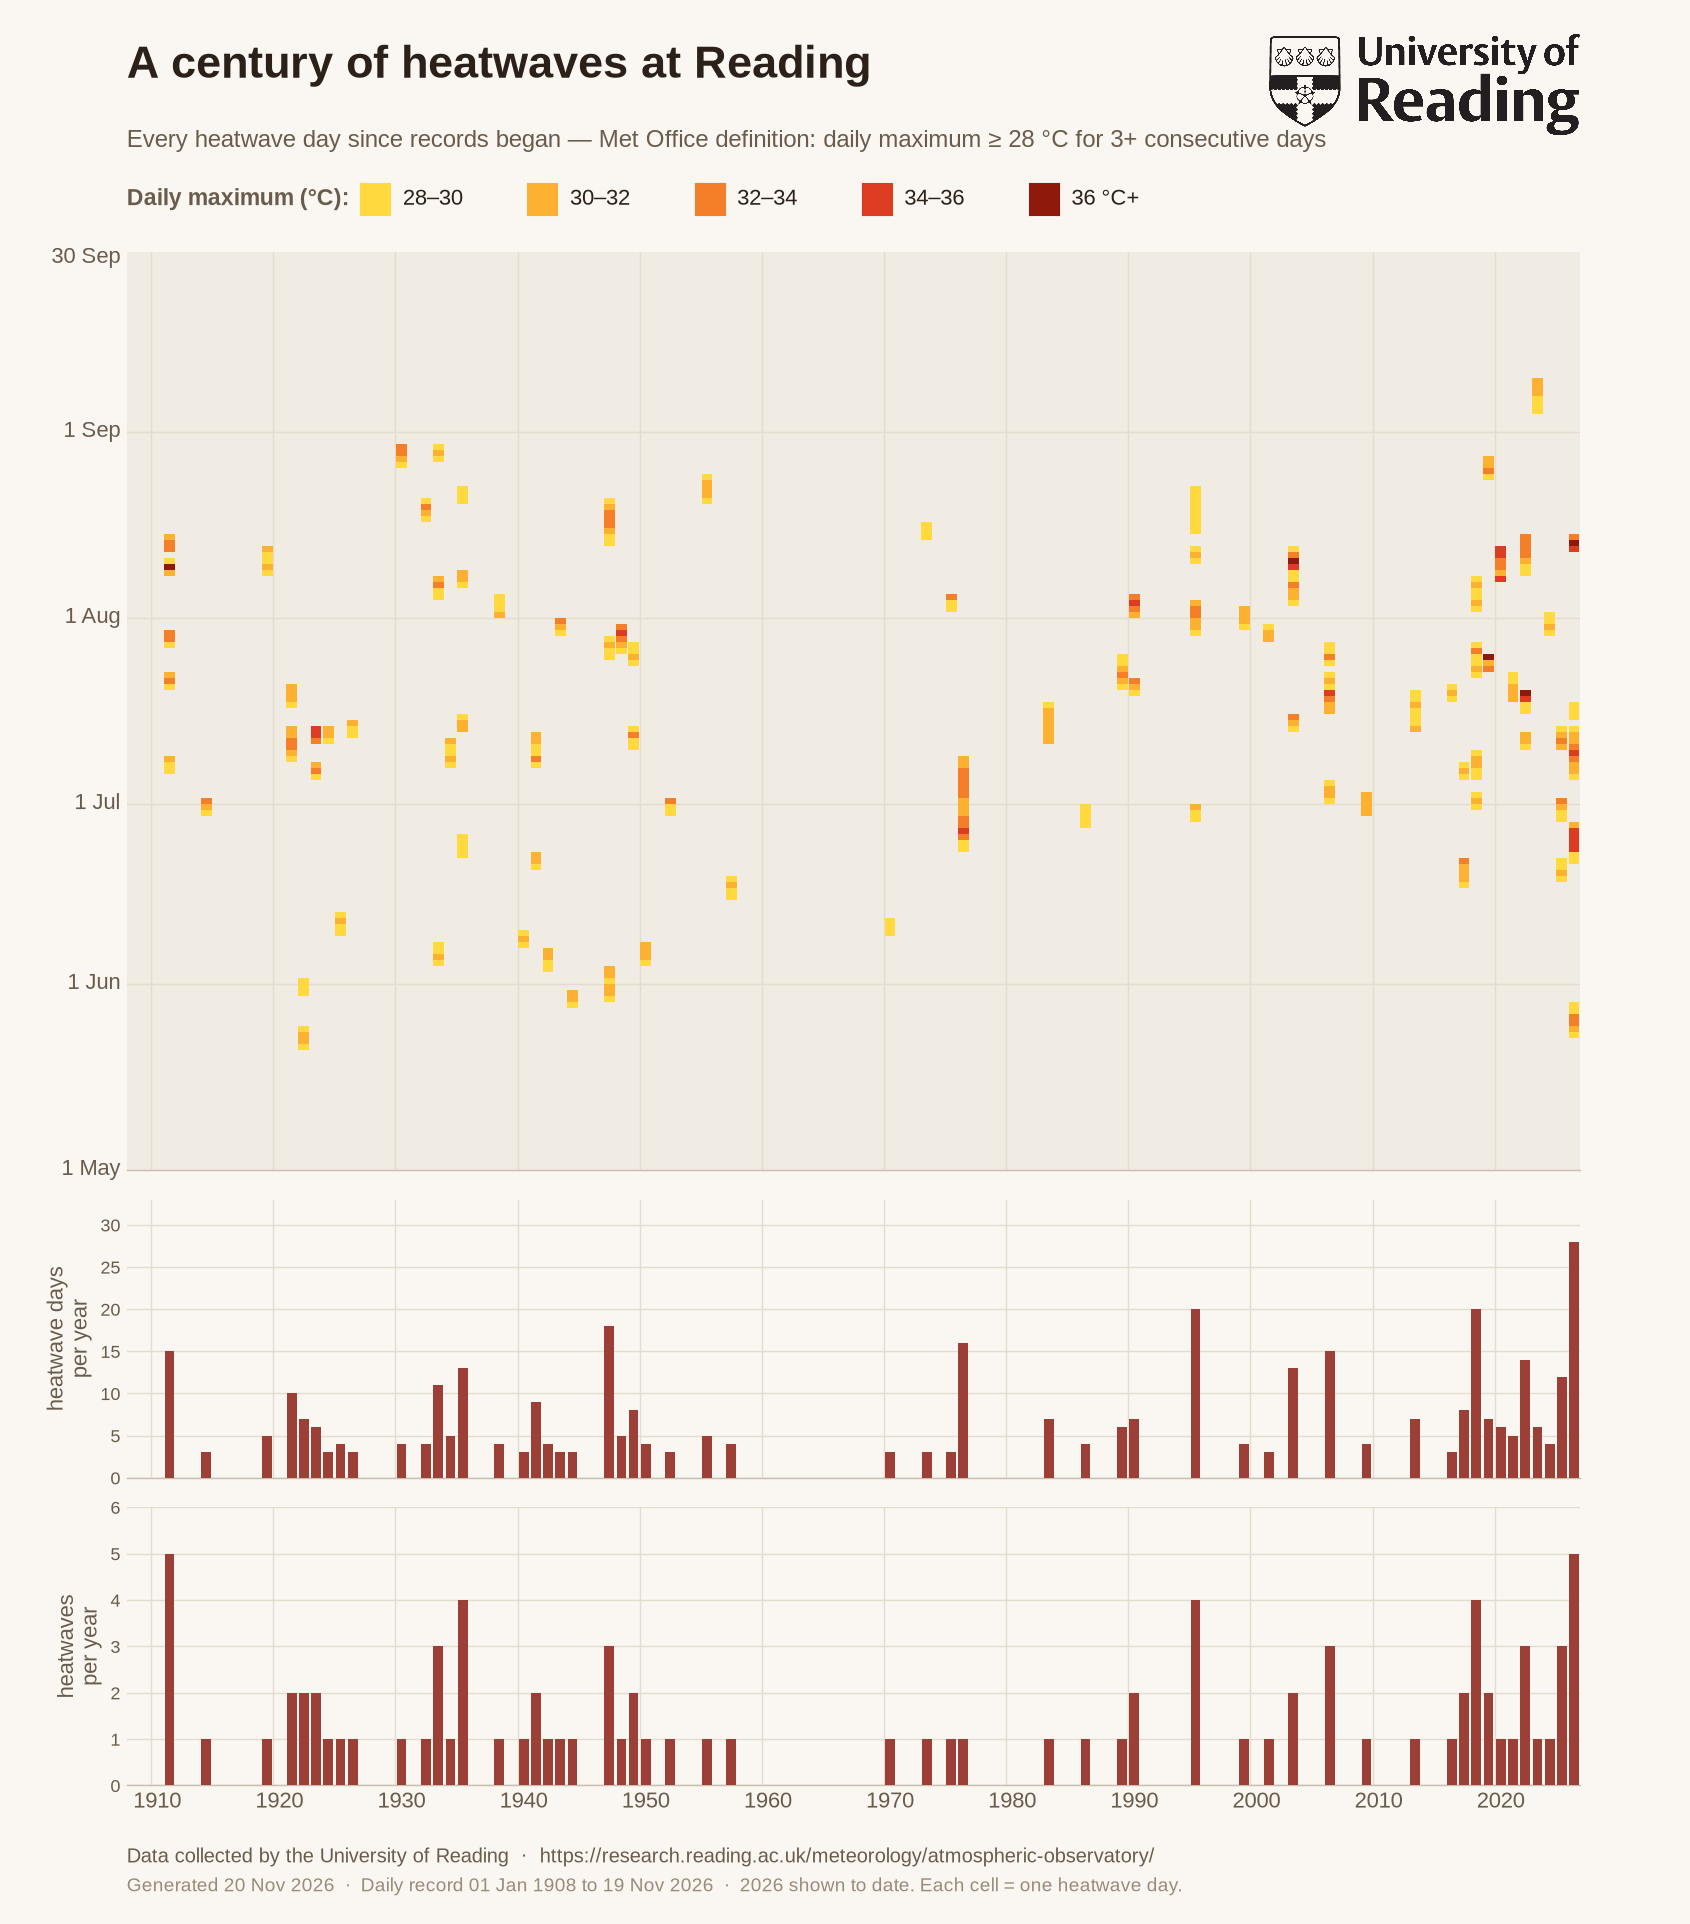 A century of heatwaves at Reading
University of
Reading
Every heatwave day since records began — Met Office definition: daily maximum ≥ 28 °C for 3+ consecutive days
Daily maximum (°C): 28–30 30–32 32–34 34–36 36 °C+
30 Sep
1 Sep
1 Aug
1 Jul
1 Jun
1 May
heatwave days
per year
30
25
20
15
10
5
0
heatwaves
per year
6
5
4
3
2
1
0
1910 1920 1930 1940 1950 1960 1970 1980 1990 2000 2010 2020
Data collected by the University of Reading · https://research.reading.ac.uk/meteorology/atmospheric-observatory/
Generated 20 Nov 2026 · Daily record 01 Jan 1908 to 19 Nov 2026 · 2026 shown to date. Each cell = one heatwave day.